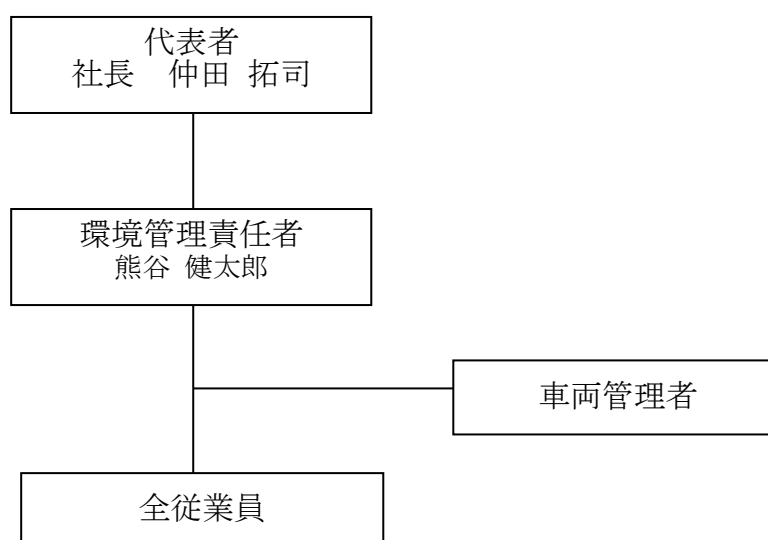 代表者
社長　仲田 拓司
環境管理責任者
熊谷 健太郎
車両管理者
全従業員